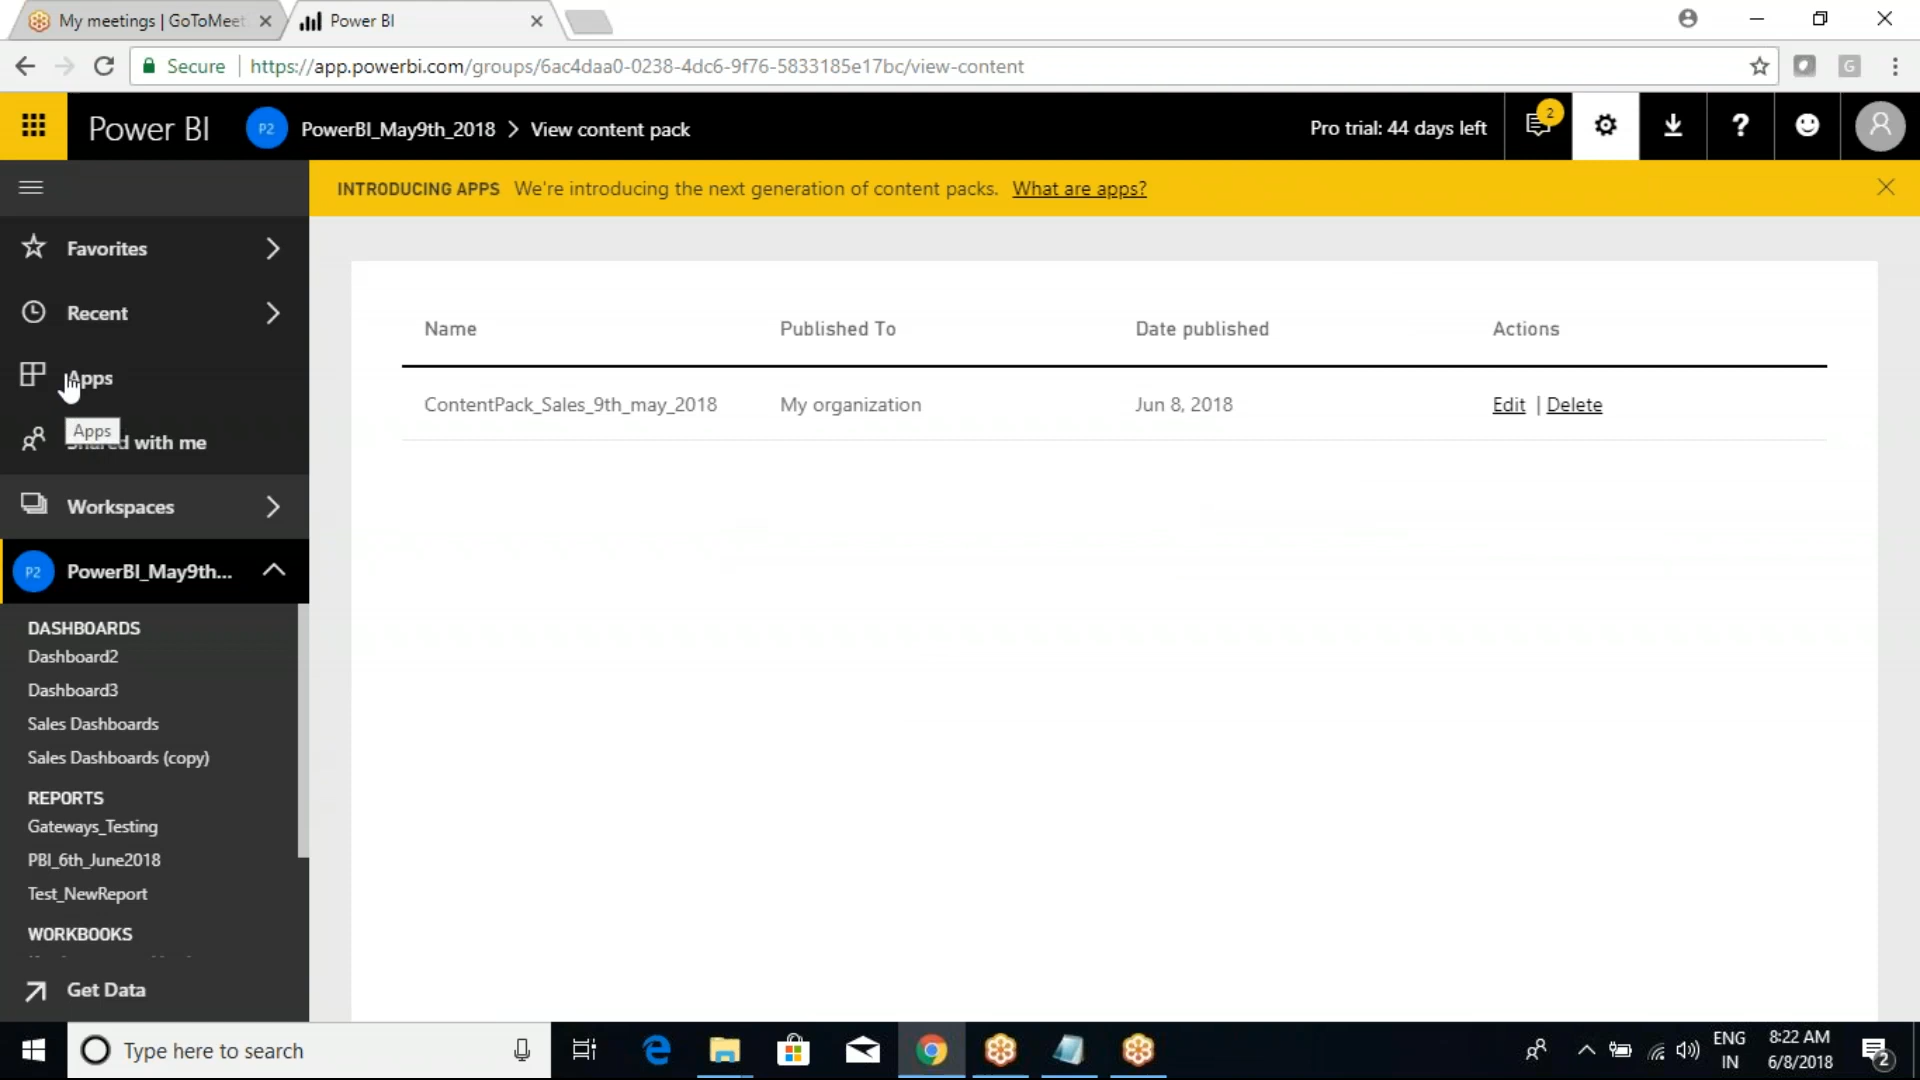 My meetings | GoToMeet
Power BI
Secure
https://app.powerbi.com/groups/6ac4daa0-0238-4dc6-9f76-5833185e17bc/view-content
G
Power BI
P2
PowerBI_May9th_2018 > View content pack
Pro trial: 44 days left
2
?
INTRODUCING APPS We're introducing the next generation of content packs. What are apps?
Favorites
Recent
Apps
Apps
with me
Workspaces
P2
PowerBI_May9th...
DASHBOARDS
Dashboard2
Dashboard3
Sales Dashboards
Sales Dashboards (copy)
REPORTS
Gateways_Testing
PBI_6th_June2018
Test_NewReport
WORKBOOKS
Get Data
Name Published To Date published Actions
ContentPack_Sales_9th_may_2018 My organization Jun 8, 2018 Edit | Delete
Type here to search
ENG
IN
8:22 AM
6/8/2018
2